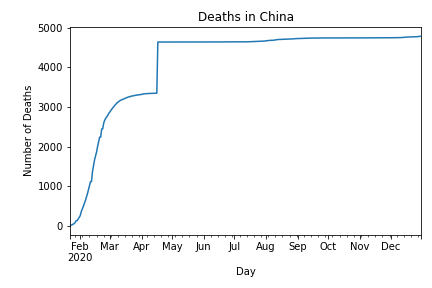 Deaths in China
5000
4000
3000
2000
1000
0
Number of Deaths
Feb Mar Apr May Jun Jul Aug Sep Oct Nov Dec
2020
Day